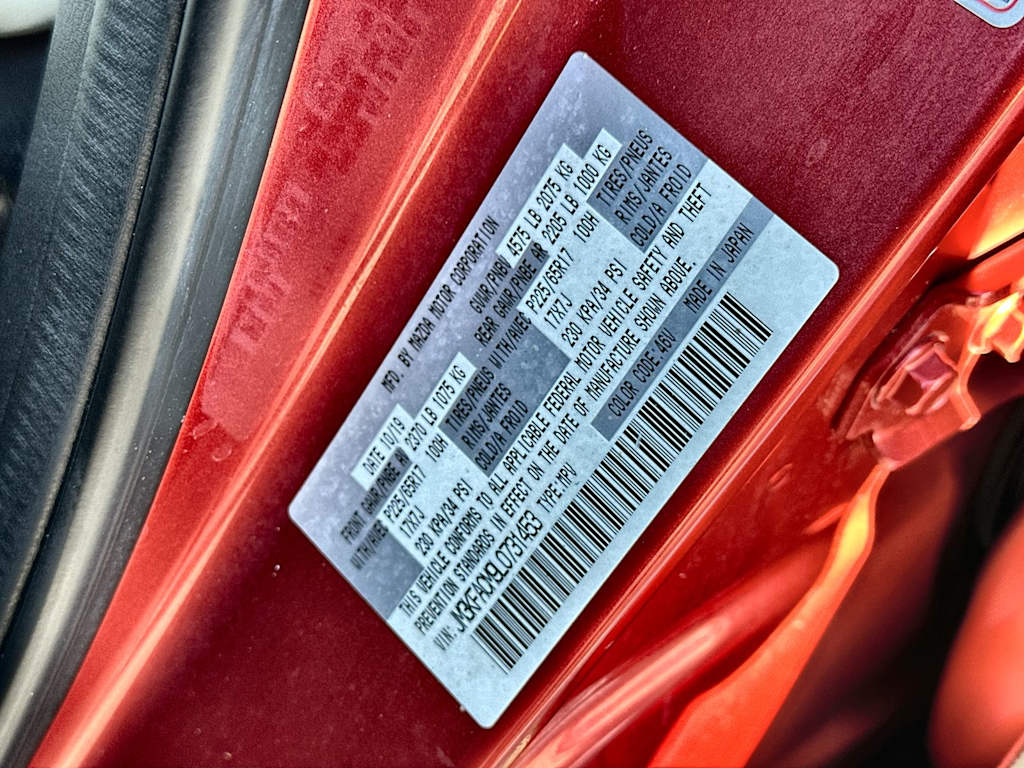 MFD. BY MAZDA MOTOR CORPORATION
DATE 10/19 GVWR/PNBV 4575 LB 2075 KG
FRONT GAWR/PNBE AV 2370 LB 1075 KG REAR GAWR/PNBE AR 2205 LB 1000 KG
WITH/AVEC P225/65R17 100H TIRES/PNEUS WITH/AVEC P225/65R17 100H TIRES/PNEUS
17X7J RIMS/JANTES 17X7J RIMS/JANTES
230 KPA/34 PSI COLD/A FROID 230 KPA/34 PSI COLD/A FROID
THIS VEHICLE CONFORMS TO ALL APPLICABLE FEDERAL MOTOR VEHICLE SAFETY AND THEFT
PREVENTION STANDARDS IN EFFECT ON THE DATE OF MANUFACTURE SHOWN ABOVE.
VIN: TYPE:MPV COLOR CODE:46V MADE IN JAPAN